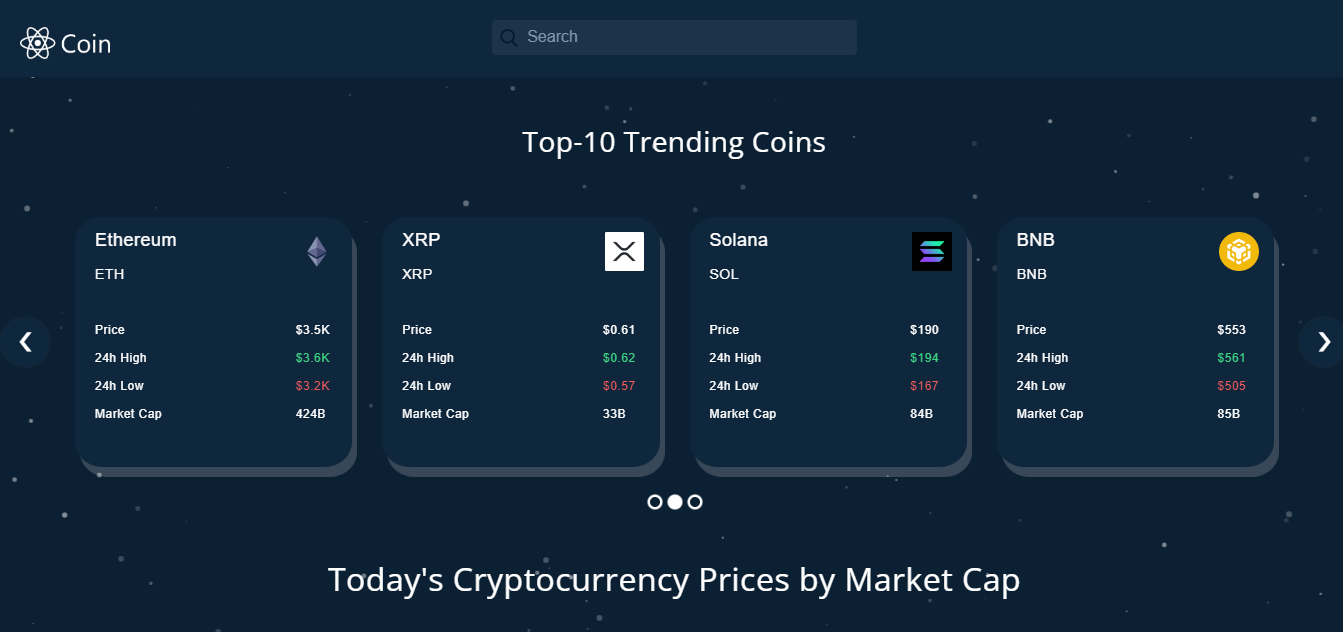 Coin
Search
Top-10 Trending Coins
Ethereum
ETH
Price $3.5K
24h High $3.6K
24h Low $3.2K
Market Cap 424B
XRP
XRP
Price $0.61
24h High $0.62
24h Low $0.57
Market Cap 33B
Solana
SOL
Price $190
24h High $194
24h Low $167
Market Cap 84B
BNB
BNB
Price $553
24h High $561
24h Low $505
Market Cap 85B
Today's Cryptocurrency Prices by Market Cap